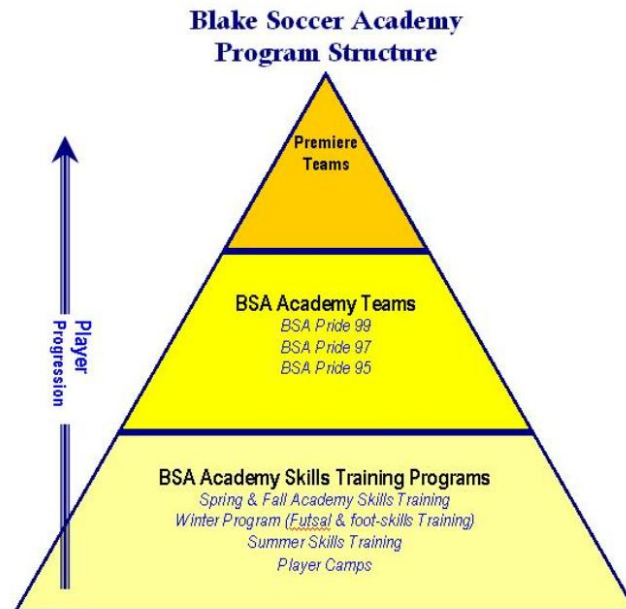 Blake Soccer Academy
Program Structure
Premiere
Teams
BSA Academy Teams
BSA Pride 99
BSA Pride 97
BSA Pride 95
Player
Progression
BSA Academy Skills Training Programs
Spring & Fall Academy Skills Training
Winter Program (Futsal & foot-skills Training)
Summer Skills Training
Player Camps